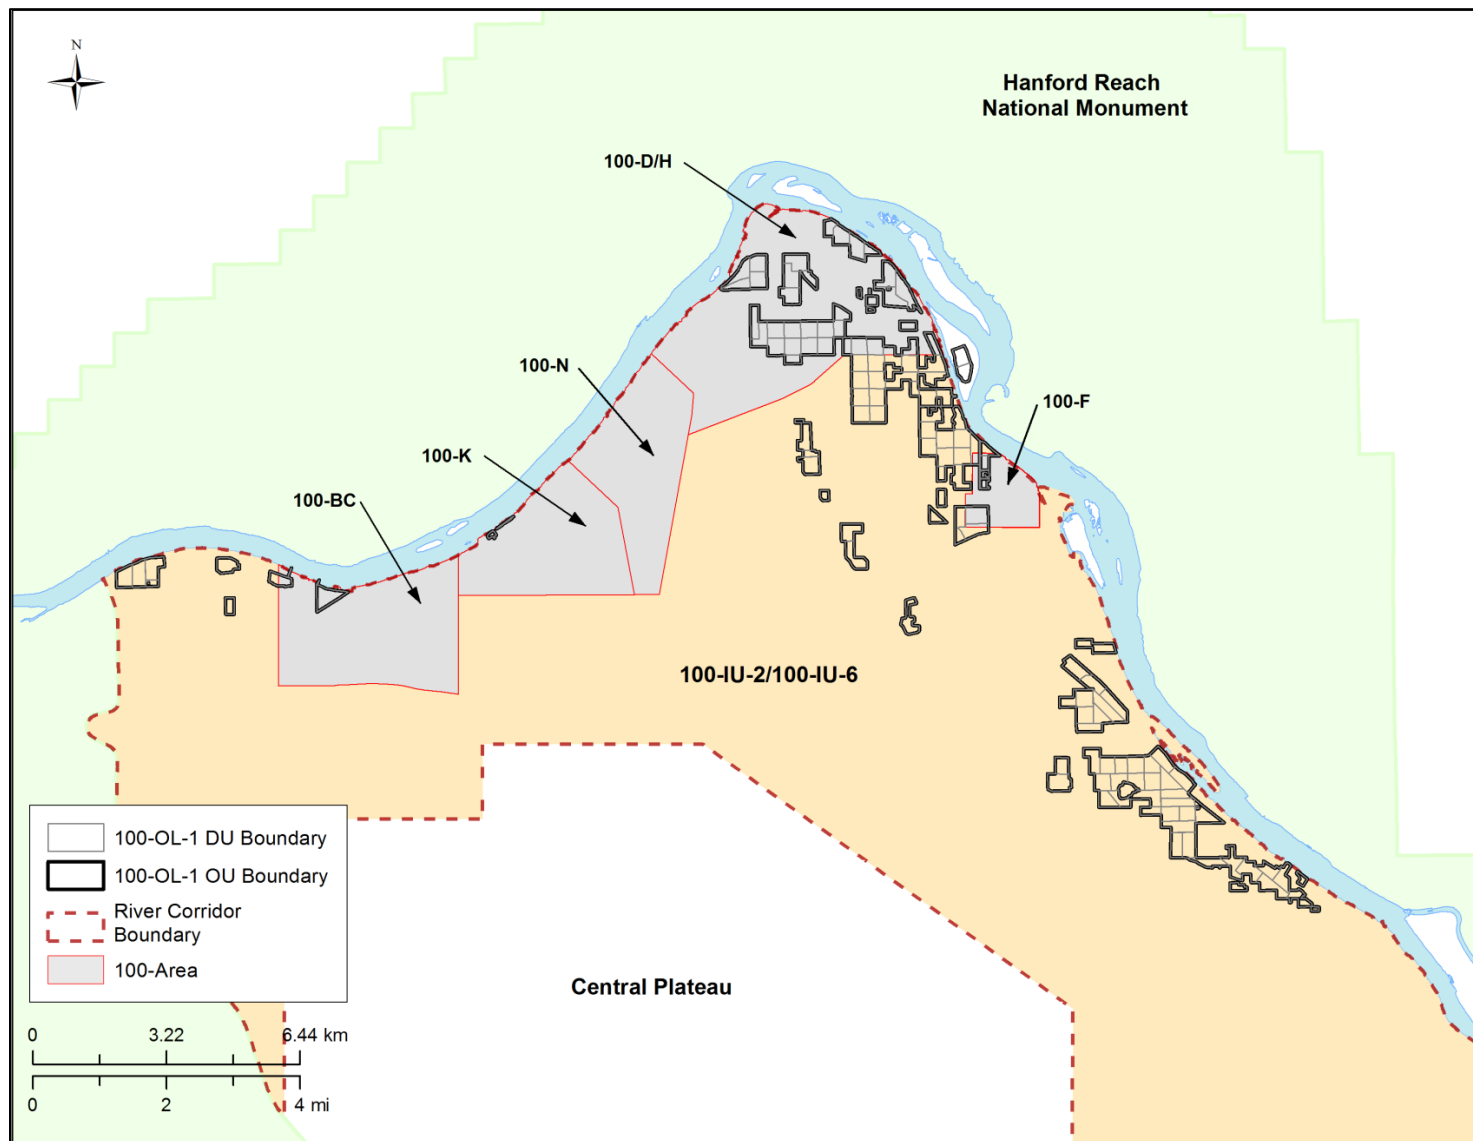 N
Hanford Reach
National Monument
100-D/H
100-N
100-F
100-K
100-BC
100-IU-2/100-IU-6
100-OL-1 DU Boundary
100-OL-1 OU Boundary
River Corridor
Boundary
100-Area
Central Plateau
0 3.22 6.44 km
0 2 4 mi